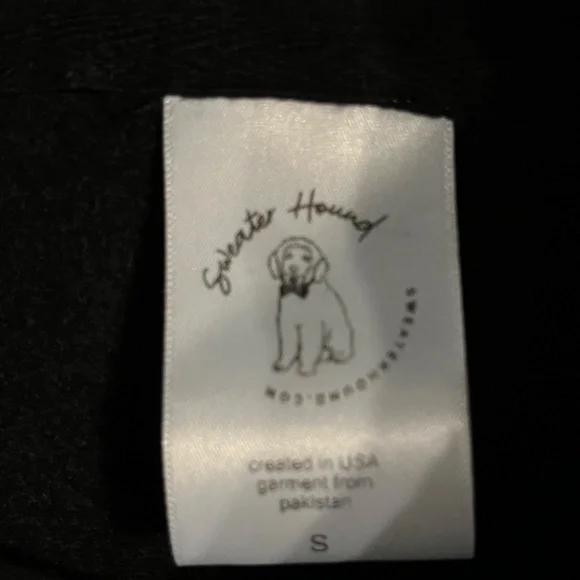 Sweater Hound
SWEATERHOUND.COM
created in USA
garment from
pakistan
S